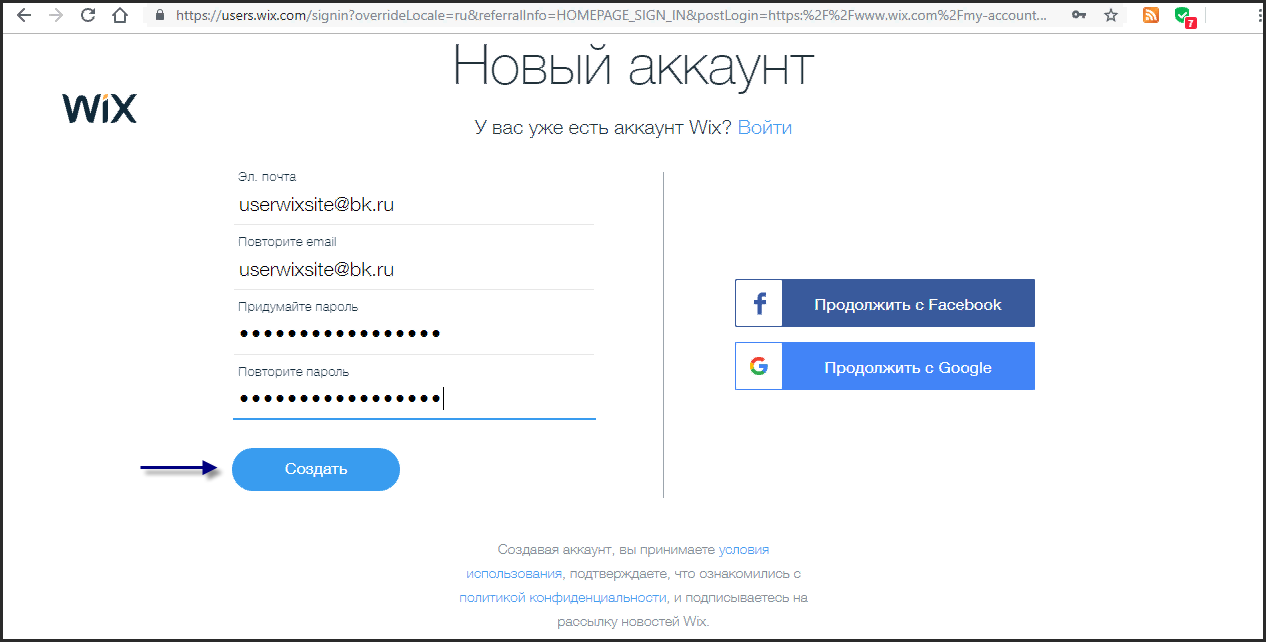 https://users.wix.com/signin?overrideLocale=ru&referralInfo=HOMEPAGE_SIGN_IN&postLogin=https:%2F%2Fwww.wix.com%2Fmy-account...
7
Новый аккаунт
WiX
У вас уже есть аккаунт Wix? Войти
Эл. почта
userwixsite@bk.ru
Повторите email
userwixsite@bk.ru
Придумайте пароль
•••••••••••••••••
Повторите пароль
•••••••••••••••••
f Продолжить с Facebook
G Продолжить с Google
Создать
Создавая аккаунт, вы принимаете условия
использования, подтверждаете, что ознакомились с
политикой конфиденциальности, и подписываетесь на
рассылку новостей Wix.